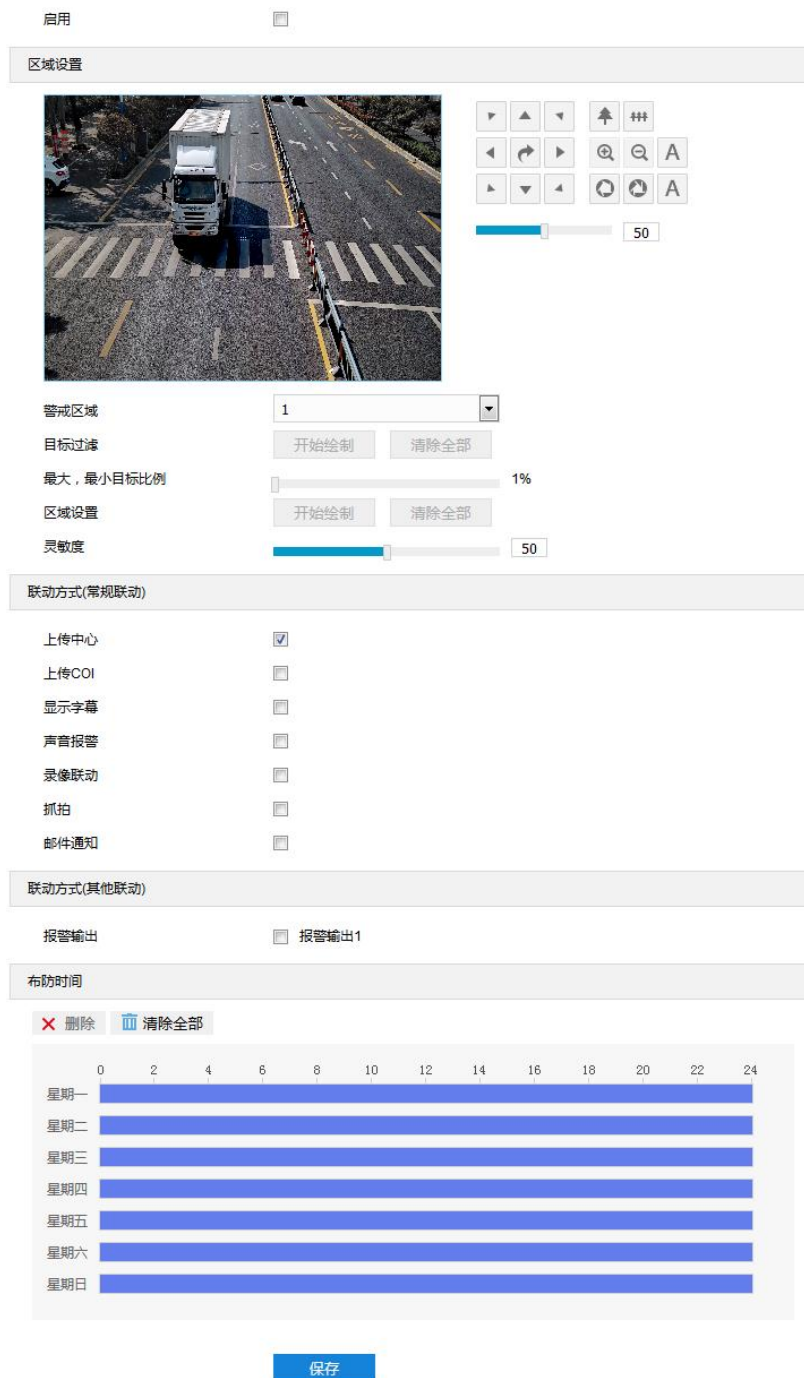 启用
区域设置
A
A
50
警戒区域 1
目标过滤 开始绘制 清除全部
最大，最小目标比例 1%
区域设置 开始绘制 清除全部
灵敏度 50
联动方式(常规联动)
上传中心
上传COI
显示字幕
声音报警
录像联动
抓拍
邮件通知
联动方式(其他联动)
报警输出 报警输出1
布防时间
删除 清除全部
0 2 4 6 8 10 12 14 16 18 20 22 24
星期一
星期二
星期三
星期四
星期五
星期六
星期日
保存